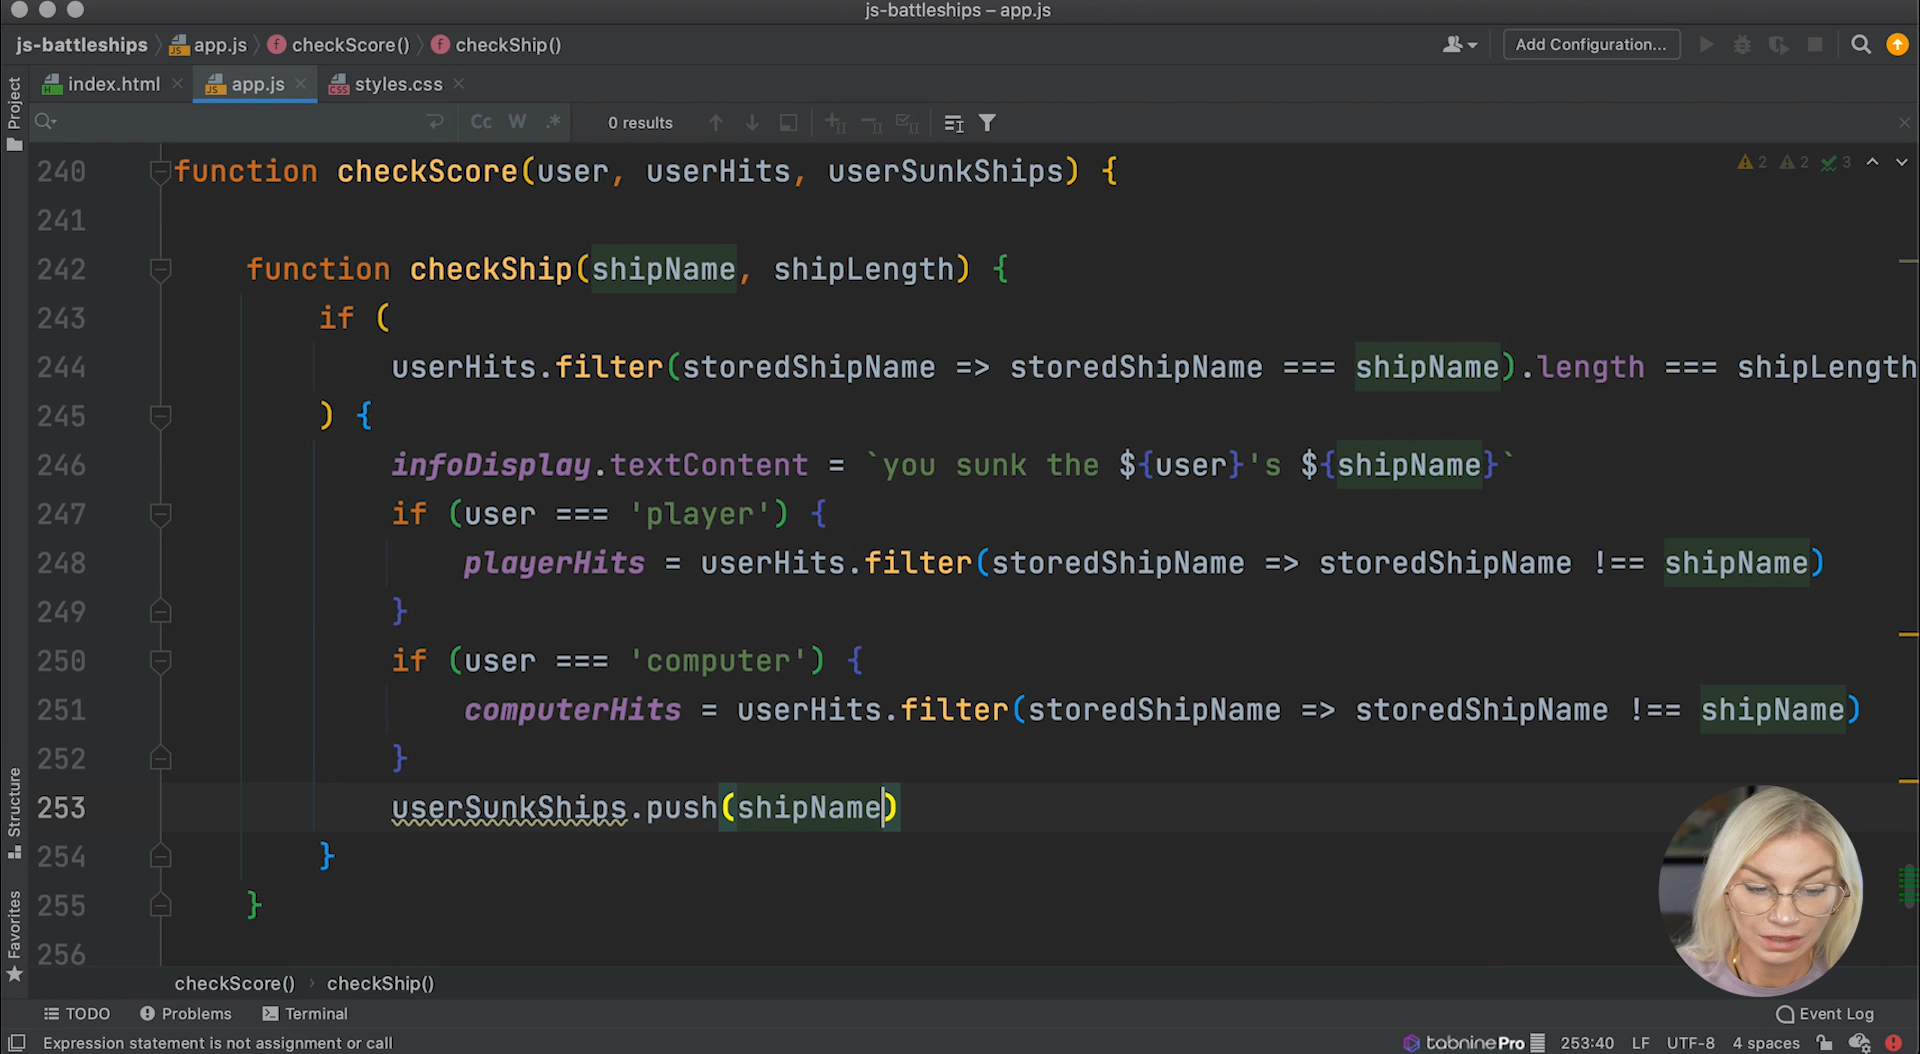 js-battleships – app.js
js-battleships app.js checkScore() checkShip() Add Configuration...
index.html app.js styles.css
Cc W .* 0 results
240 function checkScore(user, userHits, userSunkShips) { 2 2 3
241
242 function checkShip(shipName, shipLength) {
243 if (
244 userHits.filter(storedShipName => storedShipName === shipName).length === shipLength
245 ) {
246 infoDisplay.textContent = `you sunk the ${user}'s ${shipName}`
247 if (user === 'player') {
248 playerHits = userHits.filter(storedShipName => storedShipName !== shipName)
249 }
250 if (user === 'computer') {
251 computerHits = userHits.filter(storedShipName => storedShipName !== shipName)
252 }
253 userSunkShips.push(shipName)
254 }
255 }
256
Project
Structure
Favorites
checkScore() checkShip()
TODO Problems Terminal Event Log
Expression statement is not assignment or call tabnine Pro 253:40 LF UTF-8 4 spaces